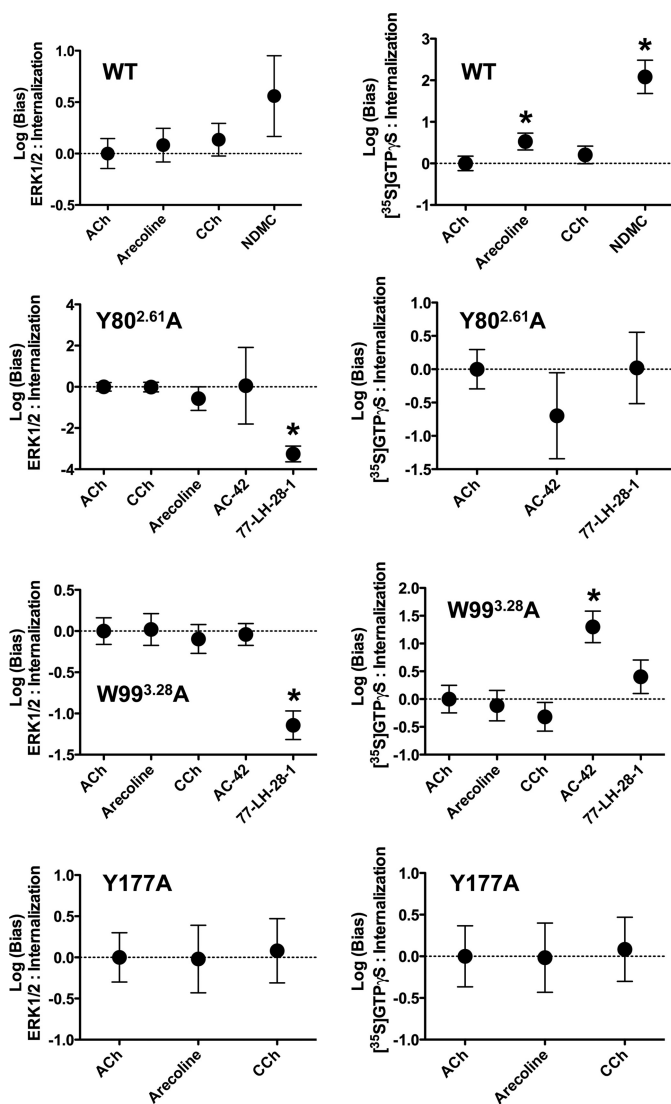 Log (Bias)
ERK1/2 : Internalization
1.0
0.5
0.0
-0.5
WT
ACh
Arecoline
CCh
NDMC
Log (Bias)
[³⁵S]GTPγS : Internalization
3
2
1
0
-1
WT
*
*
ACh
Arecoline
CCh
NDMC
Log (Bias)
ERK1/2 : Internalization
4
2
0
-2
-4
Y80²·⁶¹A
*
ACh
CCh
Arecoline
AC-42
77-LH-28-1
Log (Bias)
[³⁵S]GTPγS : Internalization
1.0
0.5
0.0
-0.5
-1.0
-1.5
Y80²·⁶¹A
ACh
AC-42
77-LH-28-1
Log (Bias)
ERK1/2 : Internalization
0.5
0.0
-0.5
-1.0
-1.5
W99³·²⁸A
*
ACh
Arecoline
CCh
AC-42
77-LH-28-1
Log (Bias)
[³⁵S]GTPγS : Internalization
2.0
1.5
1.0
0.5
0.0
-0.5
-1.0
W99³·²⁸A
*
ACh
Arecoline
CCh
AC-42
77-LH-28-1
Log (Bias)
ERK1/2 : Internalization
1.0
0.5
0.0
-0.5
-1.0
Y177A
ACh
Arecoline
CCh
Log (Bias)
[³⁵S]GTPγS : Internalization
1.0
0.5
0.0
-0.5
-1.0
Y177A
ACh
Arecoline
CCh